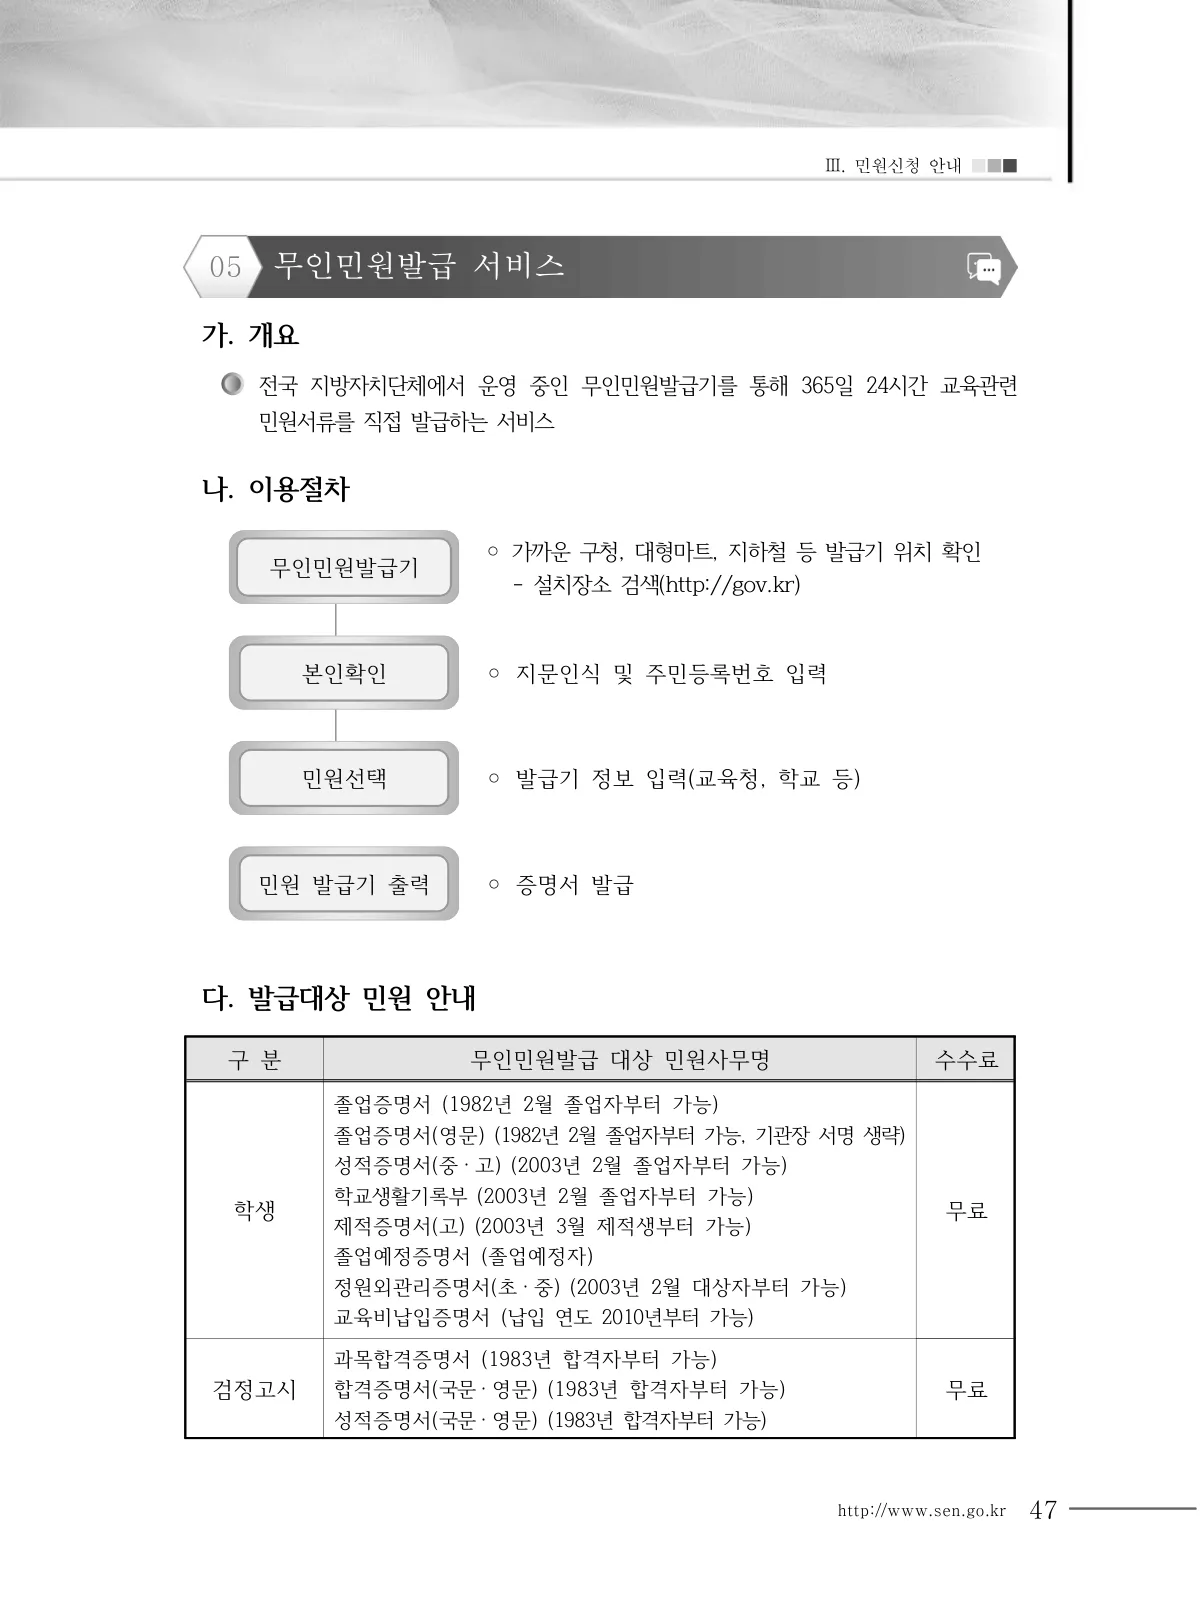 Ⅲ. 민원신청 안내
05 무인민원발급 서비스
가. 개요
전국 지방자치단체에서 운영 중인 무인민원발급기를 통해 365일 24시간 교육관련
민원서류를 직접 발급하는 서비스
나. 이용절차
무인민원발급기
○ 가까운 구청, 대형마트, 지하철 등 발급기 위치 확인
- 설치장소 검색(http://gov.kr)
본인확인
○ 지문인식 및 주민등록번호 입력
민원선택
○ 발급기 정보 입력(교육청, 학교 등)
민원 발급기 출력
○ 증명서 발급
다. 발급대상 민원 안내
구 분 무인민원발급 대상 민원사무명 수수료
학생
졸업증명서 (1982년 2월 졸업자부터 가능)
졸업증명서(영문) (1982년 2월 졸업자부터 가능, 기관장 서명 생략)
성적증명서(중·고) (2003년 2월 졸업자부터 가능)
학교생활기록부 (2003년 2월 졸업자부터 가능)
제적증명서(고) (2003년 3월 제적생부터 가능)
졸업예정증명서 (졸업예정자)
정원외관리증명서(초·중) (2003년 2월 대상자부터 가능)
교육비납입증명서 (납입 연도 2010년부터 가능)
무료
검정고시
과목합격증명서 (1983년 합격자부터 가능)
합격증명서(국문·영문) (1983년 합격자부터 가능)
성적증명서(국문·영문) (1983년 합격자부터 가능)
무료
http://www.sen.go.kr 47